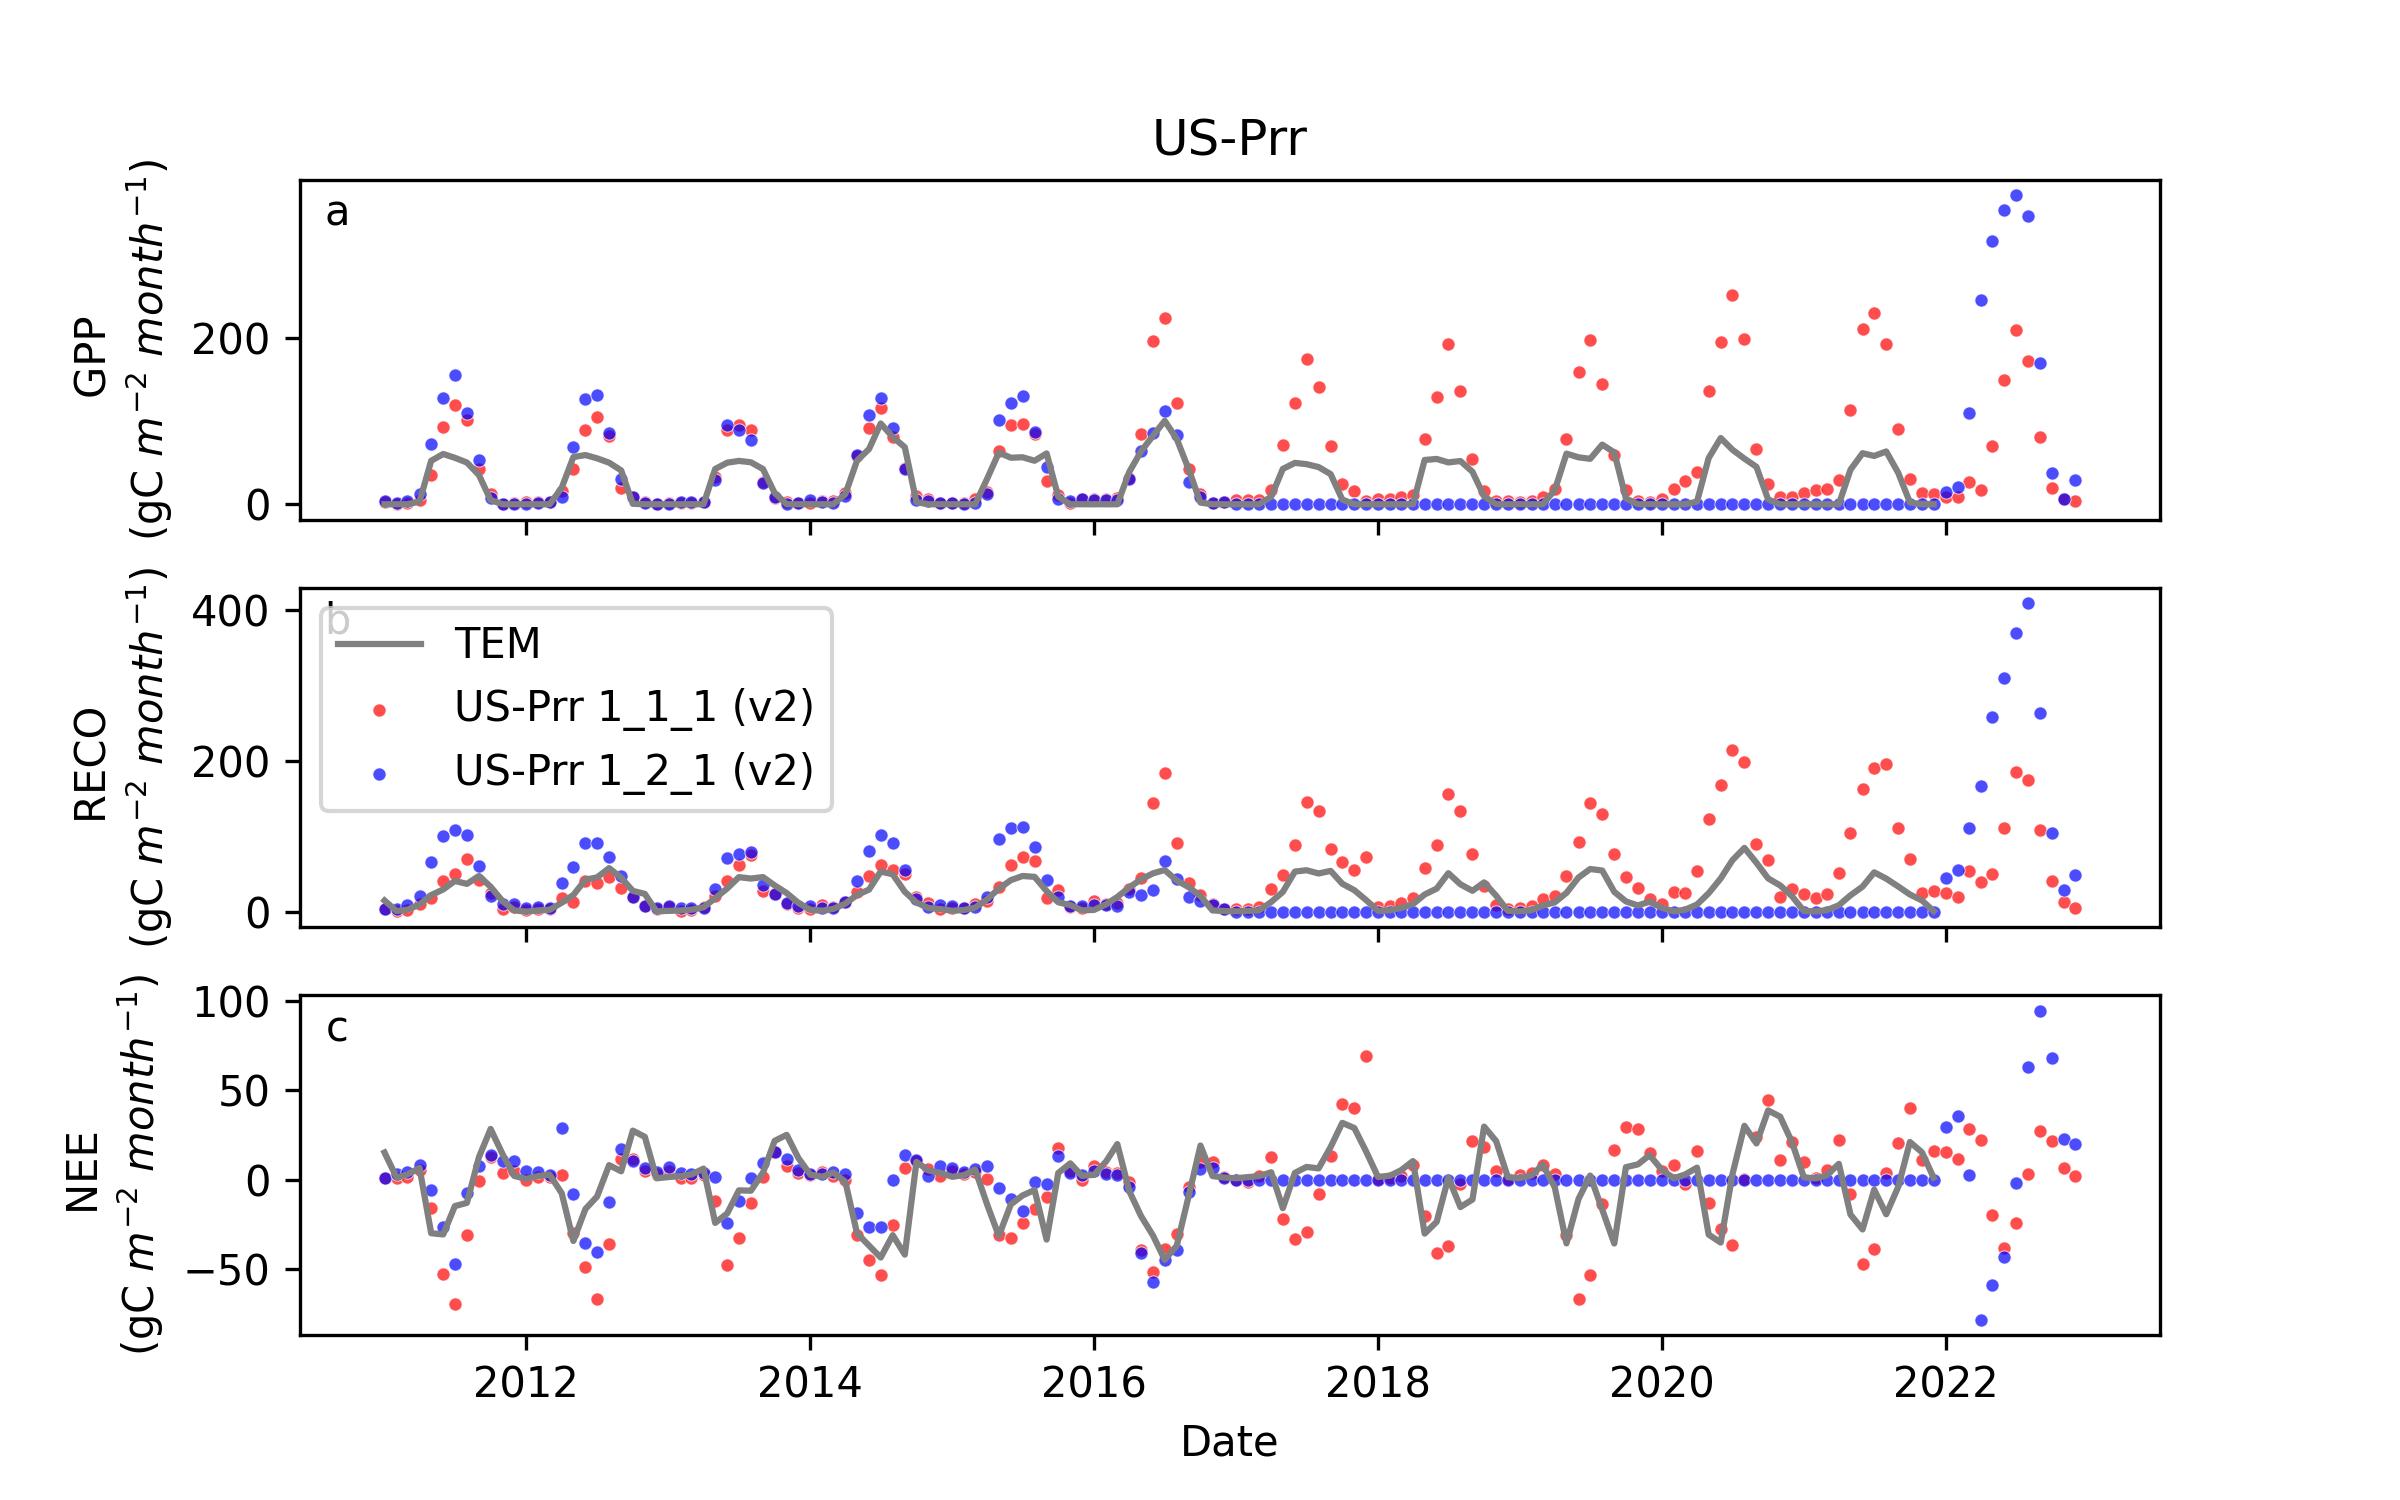 US-Prr
a
GPP
(gC m⁻² month⁻¹)
200
0
b
RECO
(gC m⁻² month⁻¹)
400
200
0
TEM
US-Prr 1_1_1 (v2)
US-Prr 1_2_1 (v2)
c
NEE
(gC m⁻² month⁻¹)
100
50
0
−50
2012 2014 2016 2018 2020 2022
Date